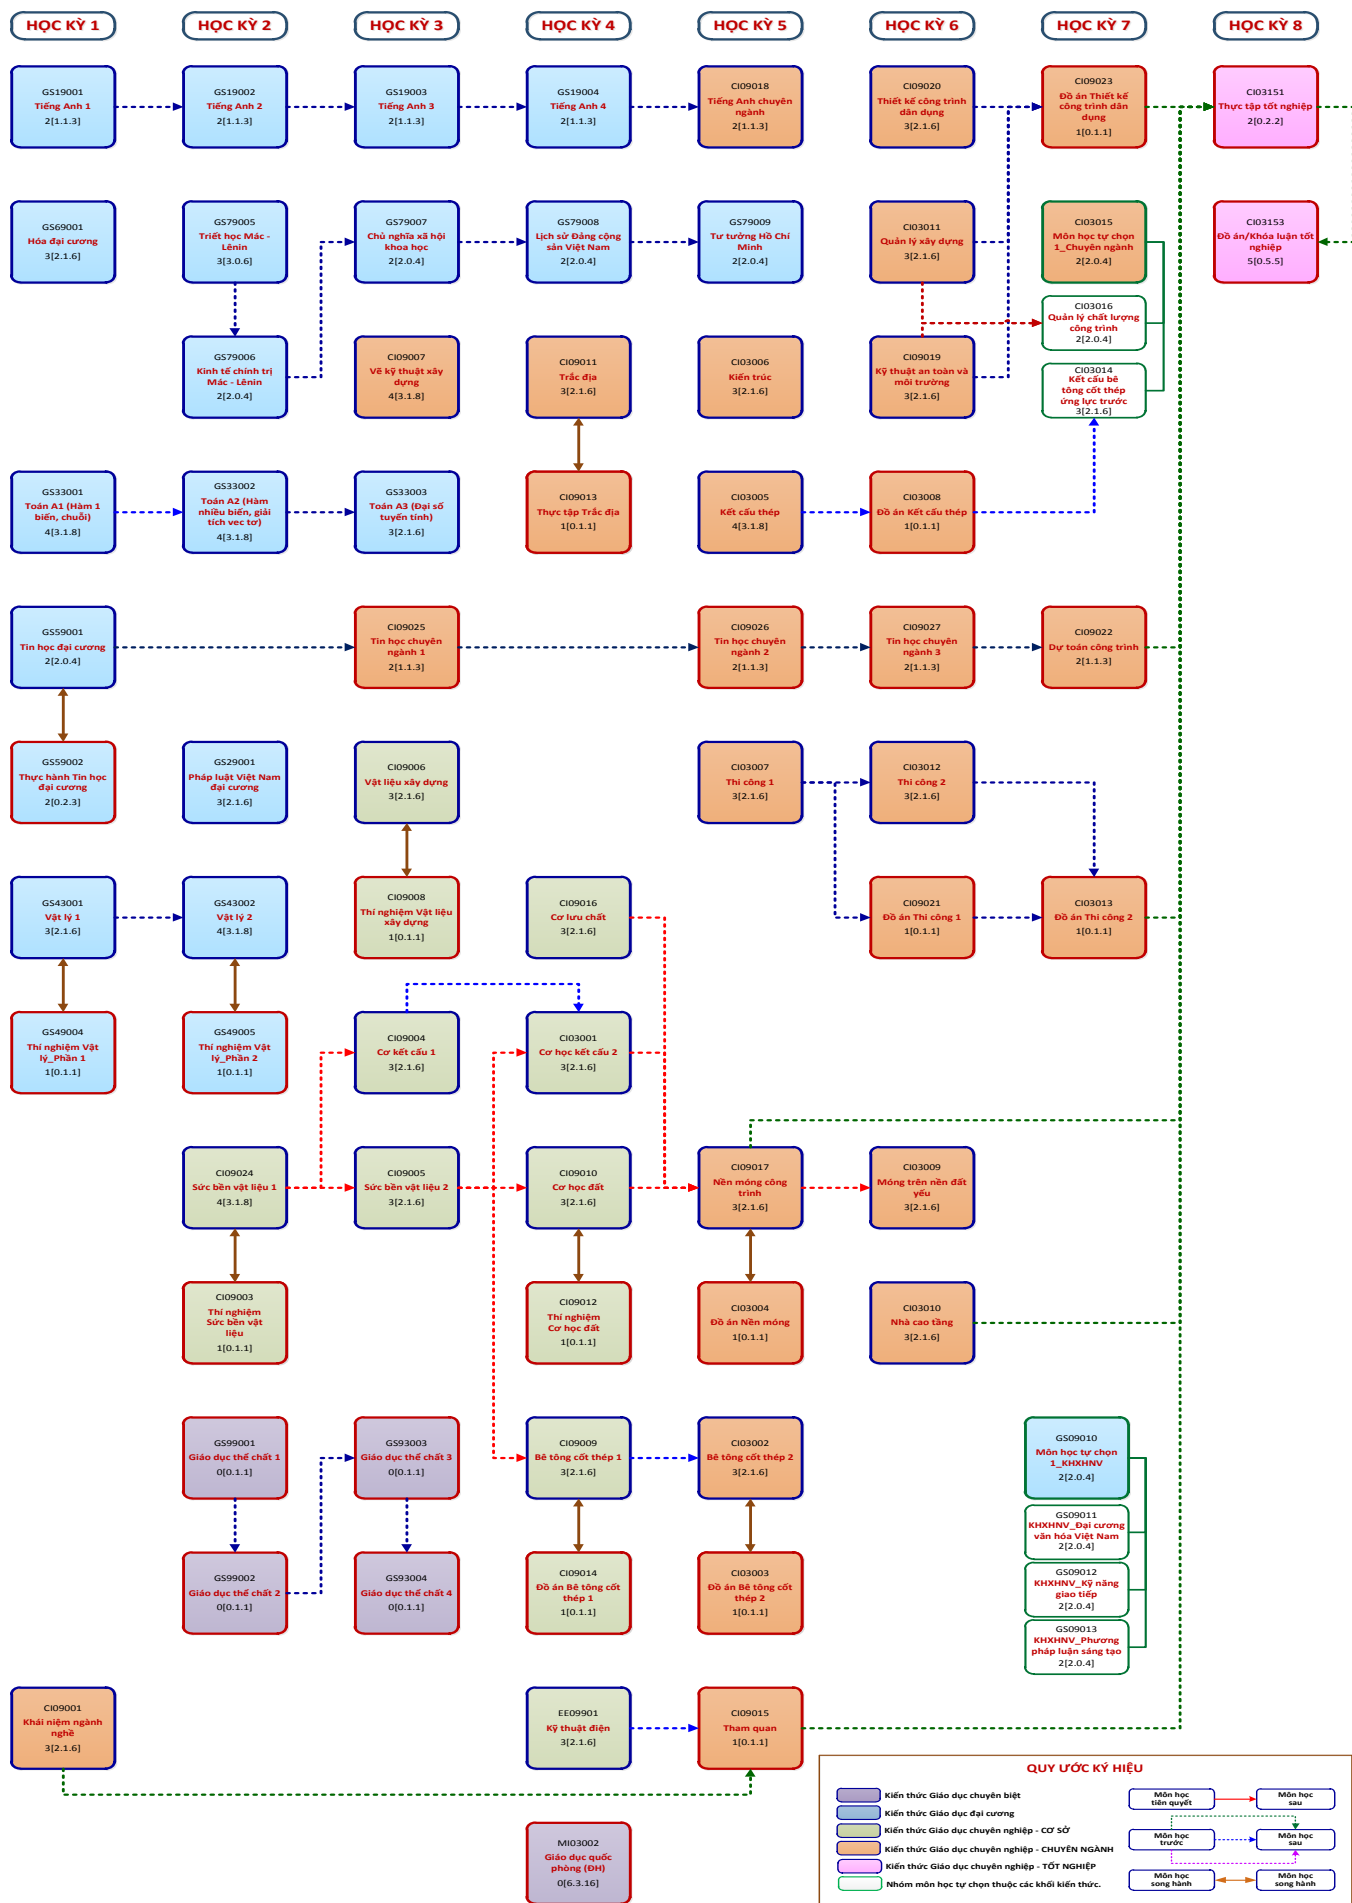 HỌC KỲ 1
HỌC KỲ 2
HỌC KỲ 3
HỌC KỲ 4
HỌC KỲ 5
HỌC KỲ 6
HỌC KỲ 7
HỌC KỲ 8
GS19001
Tiếng Anh 1
2[1.1.3]
GS19002
Tiếng Anh 2
2[1.1.3]
GS19003
Tiếng Anh 3
2[1.1.3]
GS19004
Tiếng Anh 4
2[1.1.3]
CI09018
Tiếng Anh chuyên
ngành
2[1.1.3]
CI09020
Thiết kế công trình
dân dụng
3[2.1.6]
CI09023
Đồ án Thiết kế
công trình dân
dụng
1[0.1.1]
CI03151
Thực tập tốt nghiệp
2[0.2.2]
GS69001
Hóa đại cương
3[2.1.6]
GS79005
Triết học Mác -
Lênin
3[3.0.6]
GS79007
Chủ nghĩa xã hội
khoa học
2[2.0.4]
GS79008
Lịch sử Đảng cộng
sản Việt Nam
2[2.0.4]
GS79009
Tư tưởng Hồ Chí
Minh
2[2.0.4]
CI03011
Quản lý xây dựng
3[2.1.6]
CI03015
Môn học tự chọn
1_Chuyên ngành
2[2.0.4]
CI03153
Đồ án/Khóa luận tốt
nghiệp
5[0.5.5]
CI03016
Quản lý chất lượng
công trình
2[2.0.4]
GS79006
Kinh tế chính trị
Mác - Lênin
2[2.0.4]
CI09007
Vẽ kỹ thuật xây
dựng
4[3.1.8]
CI09011
Trắc địa
3[2.1.6]
CI03006
Kiến trúc
3[2.1.6]
CI09019
Kỹ thuật an toàn và
môi trường
3[2.1.6]
CI03014
Kết cấu bê
tông cốt thép
ứng lực trước
3[2.1.6]
GS33001
Toán A1 (Hàm 1
biến, chuỗi)
4[3.1.8]
GS33002
Toán A2 (Hàm
nhiều biến, giải
tích vec tơ)
4[3.1.8]
GS33003
Toán A3 (Đại số
tuyến tính)
3[2.1.6]
CI09013
Thực tập Trắc địa
1[0.1.1]
CI03005
Kết cấu thép
4[3.1.8]
CI03008
Đồ án Kết cấu thép
1[0.1.1]
GS59001
Tin học đại cương
2[2.0.4]
CI09025
Tin học chuyên
ngành 1
2[1.1.3]
CI09026
Tin học chuyên
ngành 2
2[1.1.3]
CI09027
Tin học chuyên
ngành 3
2[1.1.3]
CI09022
Dự toán công trình
2[1.1.3]
GS59002
Thực hành Tin học
đại cương
2[0.2.3]
GS29001
Pháp luật Việt Nam
đại cương
3[2.1.6]
CI09006
Vật liệu xây dựng
3[2.1.6]
CI03007
Thi công 1
3[2.1.6]
CI03012
Thi công 2
3[2.1.6]
GS43001
Vật lý 1
3[2.1.6]
GS43002
Vật lý 2
4[3.1.8]
CI09008
Thí nghiệm Vật liệu
xây dựng
1[0.1.1]
CI09016
Cơ lưu chất
3[2.1.6]
CI09021
Đồ án Thi công 1
1[0.1.1]
CI03013
Đồ án Thi công 2
1[0.1.1]
GS49004
Thí nghiệm Vật
lý_Phần 1
1[0.1.1]
GS49005
Thí nghiệm Vật
lý_Phần 2
1[0.1.1]
CI09004
Cơ kết cấu 1
3[2.1.6]
CI03001
Cơ học kết cấu 2
3[2.1.6]
CI09024
Sức bền vật liệu 1
4[3.1.8]
CI09005
Sức bền vật liệu 2
3[2.1.6]
CI09010
Cơ học đất
3[2.1.6]
CI09017
Nền móng công
trình
3[2.1.6]
CI03009
Móng trên nền đất
yếu
3[2.1.6]
CI09003
Thí nghiệm
Sức bền vật
liệu
1[0.1.1]
CI09012
Thí nghiệm
Cơ học đất
1[0.1.1]
CI03004
Đồ án Nền móng
1[0.1.1]
CI03010
Nhà cao tầng
3[2.1.6]
GS99001
Giáo dục thể chất 1
0[0.1.1]
GS93003
Giáo dục thể chất 3
0[0.1.1]
CI09009
Bê tông cốt thép 1
3[2.1.6]
CI03002
Bê tông cốt thép 2
3[2.1.6]
GS09010
Môn học tự chọn
1_KHXHNV
2[2.0.4]
GS09011
KHXHNV_Đại cương
văn hóa Việt Nam
2[2.0.4]
GS99002
Giáo dục thể chất 2
0[0.1.1]
GS93004
Giáo dục thể chất 4
0[0.1.1]
CI09014
Đồ án Bê tông cốt
thép 1
1[0.1.1]
CI03003
Đồ án Bê tông cốt
thép 2
1[0.1.1]
GS09012
KHXHNV_Kỹ năng
giao tiếp
2[2.0.4]
GS09013
KHXHNV_Phương
pháp luận sáng tạo
2[2.0.4]
CI09001
Khái niệm ngành
nghề
3[2.1.6]
EE09901
Kỹ thuật điện
3[2.1.6]
CI09015
Tham quan
1[0.1.1]
MI03002
Giáo dục quốc
phòng (ĐH)
0[6.3.16]
QUY ƯỚC KÝ HIỆU
Kiến thức Giáo dục chuyên biệt
Kiến thức Giáo dục đại cương
Kiến thức Giáo dục chuyên nghiệp - CƠ SỞ
Kiến thức Giáo dục chuyên nghiệp - CHUYÊN NGÀNH
Kiến thức Giáo dục chuyên nghiệp - TỐT NGHIỆP
Nhóm môn học tự chọn thuộc các khối kiến thức.
Môn học
tiên quyết
Môn học
sau
Môn học
trước
Môn học
sau
Môn học
song hành
Môn học
song hành